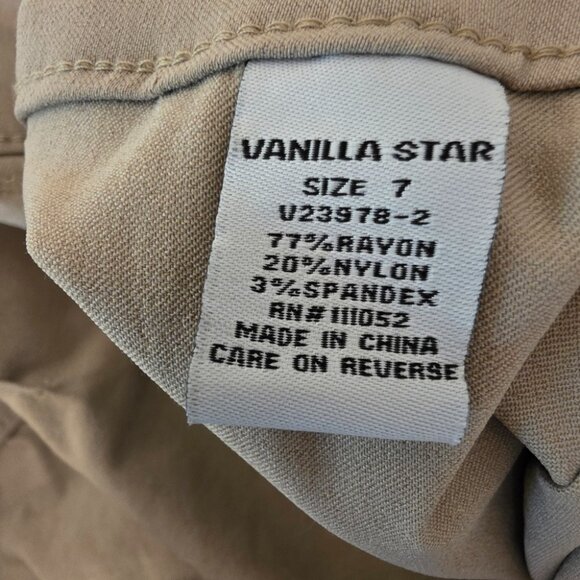 VANILLA STAR
SIZE 7
U23978-2
77%RAYON
20%NYLON
3%SPANDEX
RN#111052
MADE IN CHINA
CARE ON REVERSE